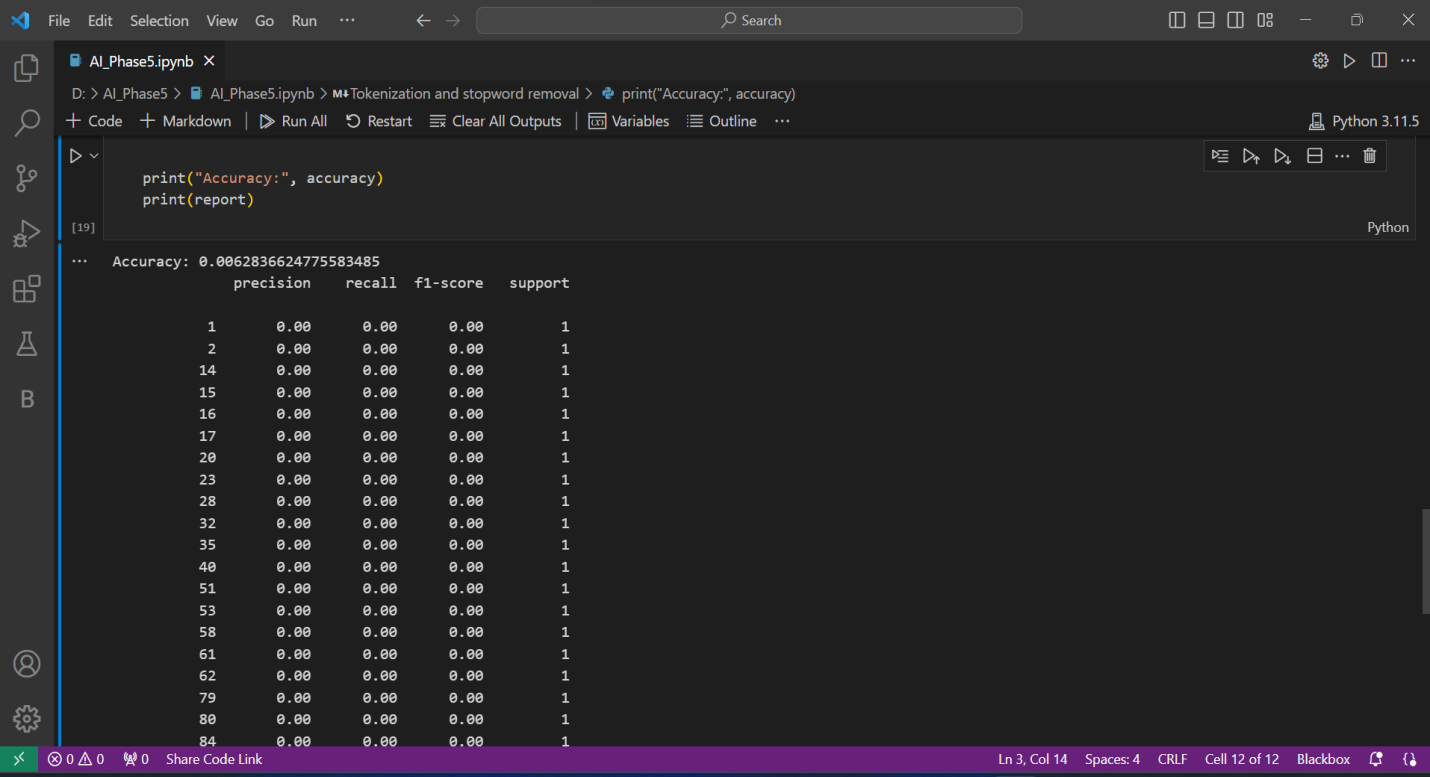 File Edit Selection View Go Run ··· Search
AI_Phase5.ipynb
D: > AI_Phase5 > AI_Phase5.ipynb > M↓Tokenization and stopword removal > print("Accuracy:", accuracy)
+ Code + Markdown | Run All Restart Clear All Outputs | Variables Outline ··· Python 3.11.5
print("Accuracy:", accuracy)
print(report)
[19] Python
Accuracy: 0.0062836624775583485
precision recall f1-score support
1 0.00 0.00 0.00 1
2 0.00 0.00 0.00 1
14 0.00 0.00 0.00 1
15 0.00 0.00 0.00 1
16 0.00 0.00 0.00 1
17 0.00 0.00 0.00 1
20 0.00 0.00 0.00 1
23 0.00 0.00 0.00 1
28 0.00 0.00 0.00 1
32 0.00 0.00 0.00 1
35 0.00 0.00 0.00 1
40 0.00 0.00 0.00 1
51 0.00 0.00 0.00 1
53 0.00 0.00 0.00 1
58 0.00 0.00 0.00 1
61 0.00 0.00 0.00 1
62 0.00 0.00 0.00 1
79 0.00 0.00 0.00 1
80 0.00 0.00 0.00 1
84 0.00 0.00 0.00 1
B
0 0 0 Share Code Link Ln 3, Col 14 Spaces: 4 CRLF Cell 12 of 12 Blackbox